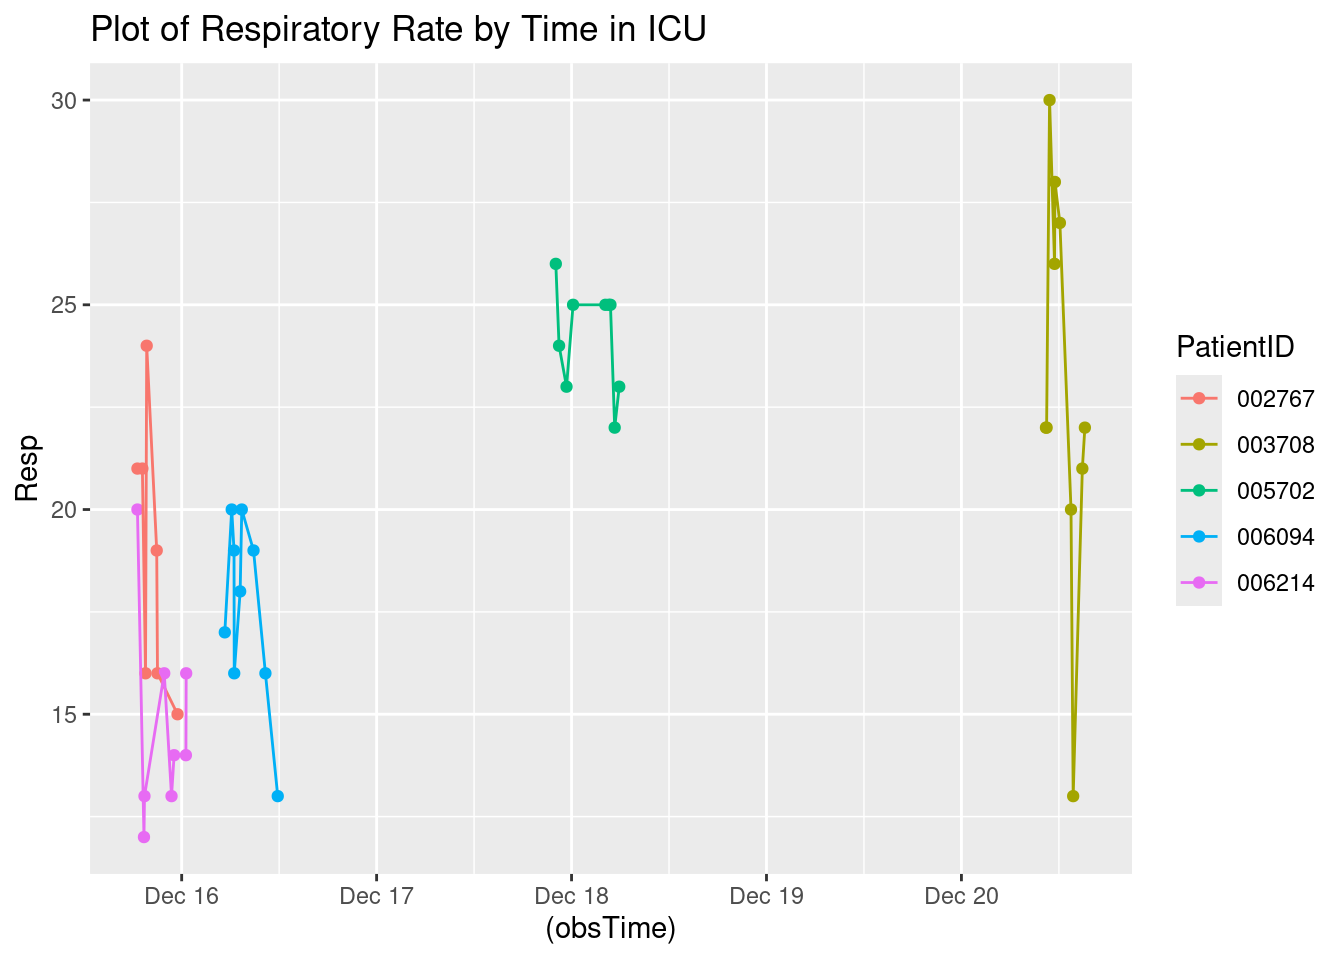 Plot of Respiratory Rate by Time in ICU
30
25
20
15
Resp
Dec 16 Dec 17 Dec 18 Dec 19 Dec 20
(obsTime)
PatientID
002767
003708
005702
006094
006214